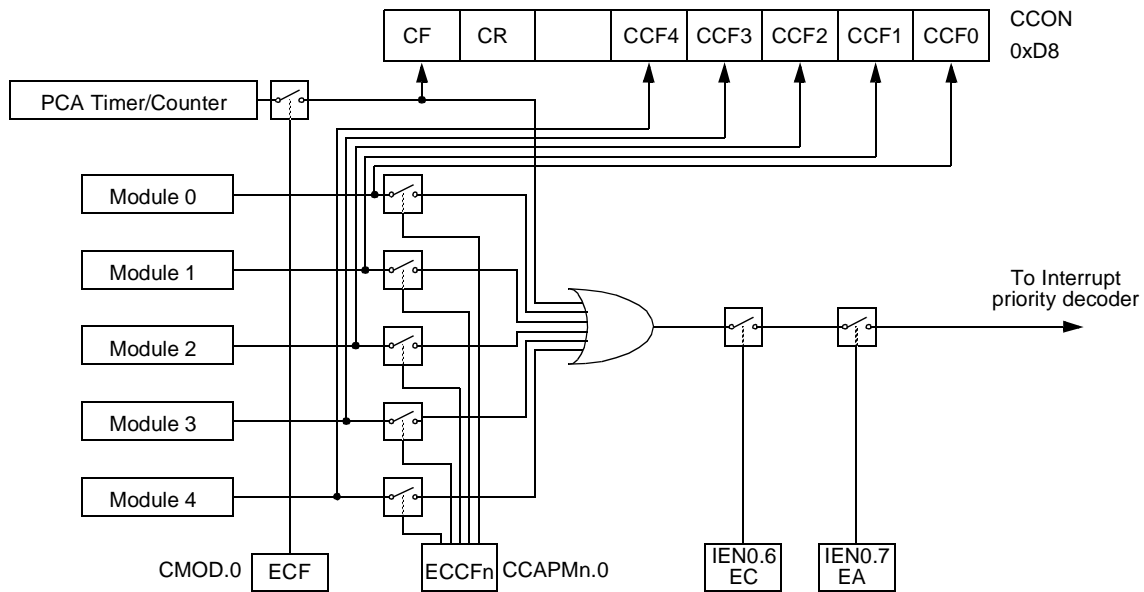 CF CR CCF4 CCF3 CCF2 CCF1 CCF0
CCON
0xD8
PCA Timer/Counter
Module 0
Module 1
Module 2
Module 3
Module 4
To Interrupt
priority decoder
CMOD.0 ECF
ECCFn CCAPMn.0
IEN0.6
EC
IEN0.7
EA